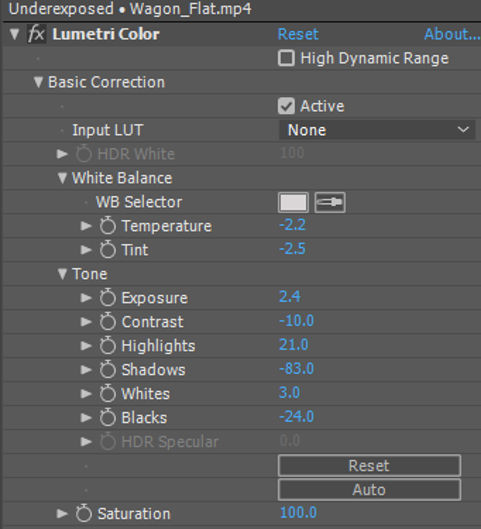 Underexposed • Wagon_Flat.mp4
fx Lumetri Color Reset About...
High Dynamic Range
Basic Correction
Active
Input LUT None
HDR White 100
White Balance
WB Selector
Temperature -2.2
Tint -2.5
Tone
Exposure 2.4
Contrast -10.0
Highlights 21.0
Shadows -83.0
Whites 3.0
Blacks -24.0
HDR Specular 0.0
Reset
Auto
Saturation 100.0